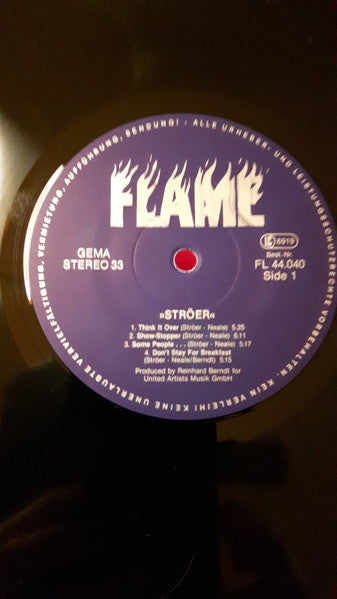 FLAME
GEMA
STEREO 33
LC 6919
Best.-Nr.
FL 44.040
Side 1
»STRÖER«
1. Think It Over (Ströer - Neale) 5.25
2. Show-Stopper (Ströer - Neale) 6.11
3. Some People . . . (Ströer - Neale) 5.17
4. Don't Stay For Breakfast
(Ströer - Neale/Berndt)
Produced by Reinhard Berndt for
United Artists Musik GmbH
ALLE URHEBER- UND LEISTUNGSSCHUTZRECHTE VORBEHALTEN. KEIN VERLEIH! KEINE UNERLAUBTE VERVIELFÄLTIGUNG, VERMIETUNG, AUFFÜHRUNG, SENDUNG!